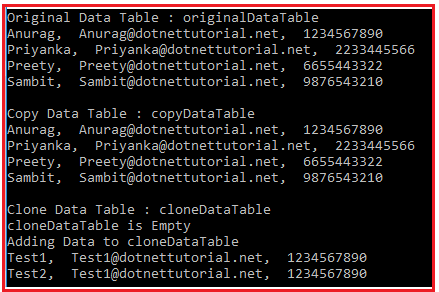 Original Data Table : originalDataTable
Anurag,  Anurag@dotnettutorial.net,  1234567890
Priyanka,  Priyanka@dotnettutorial.net,  2233445566
Preety,  Preety@dotnettutorial.net,  6655443322
Sambit,  Sambit@dotnettutorial.net,  9876543210

Copy Data Table : copyDataTable
Anurag,  Anurag@dotnettutorial.net,  1234567890
Priyanka,  Priyanka@dotnettutorial.net,  2233445566
Preety,  Preety@dotnettutorial.net,  6655443322
Sambit,  Sambit@dotnettutorial.net,  9876543210

Clone Data Table : cloneDataTable
cloneDataTable is Empty
Adding Data to cloneDataTable
Test1,  Test1@dotnettutorial.net,  1234567890
Test2,  Test1@dotnettutorial.net,  1234567890